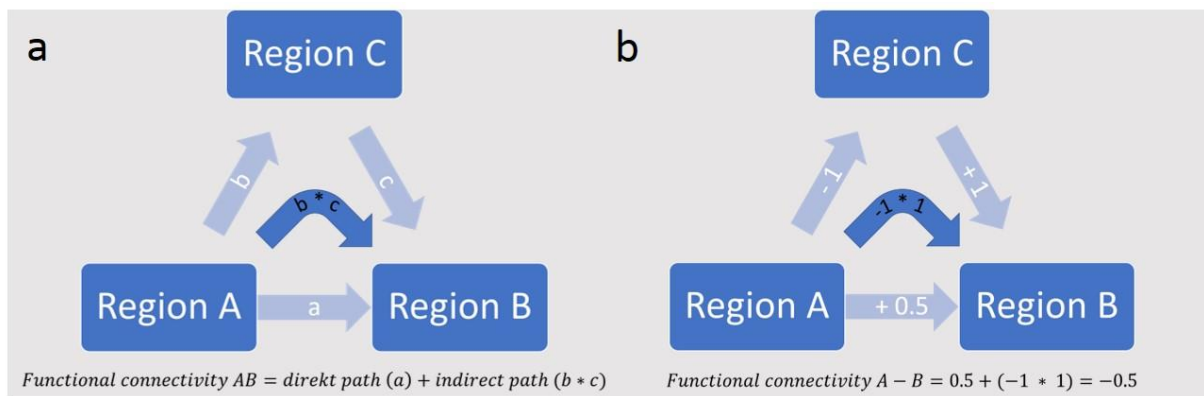 a
Region C
b
c
b * c
Region A
a
Region B
Functional connectivity AB = direkt path (a) + indirect path (b * c)
b
Region C
- 1
+ 1
-1 * 1
Region A
+ 0.5
Region B
Functional connectivity A − B = 0.5 + (−1 * 1) = −0.5